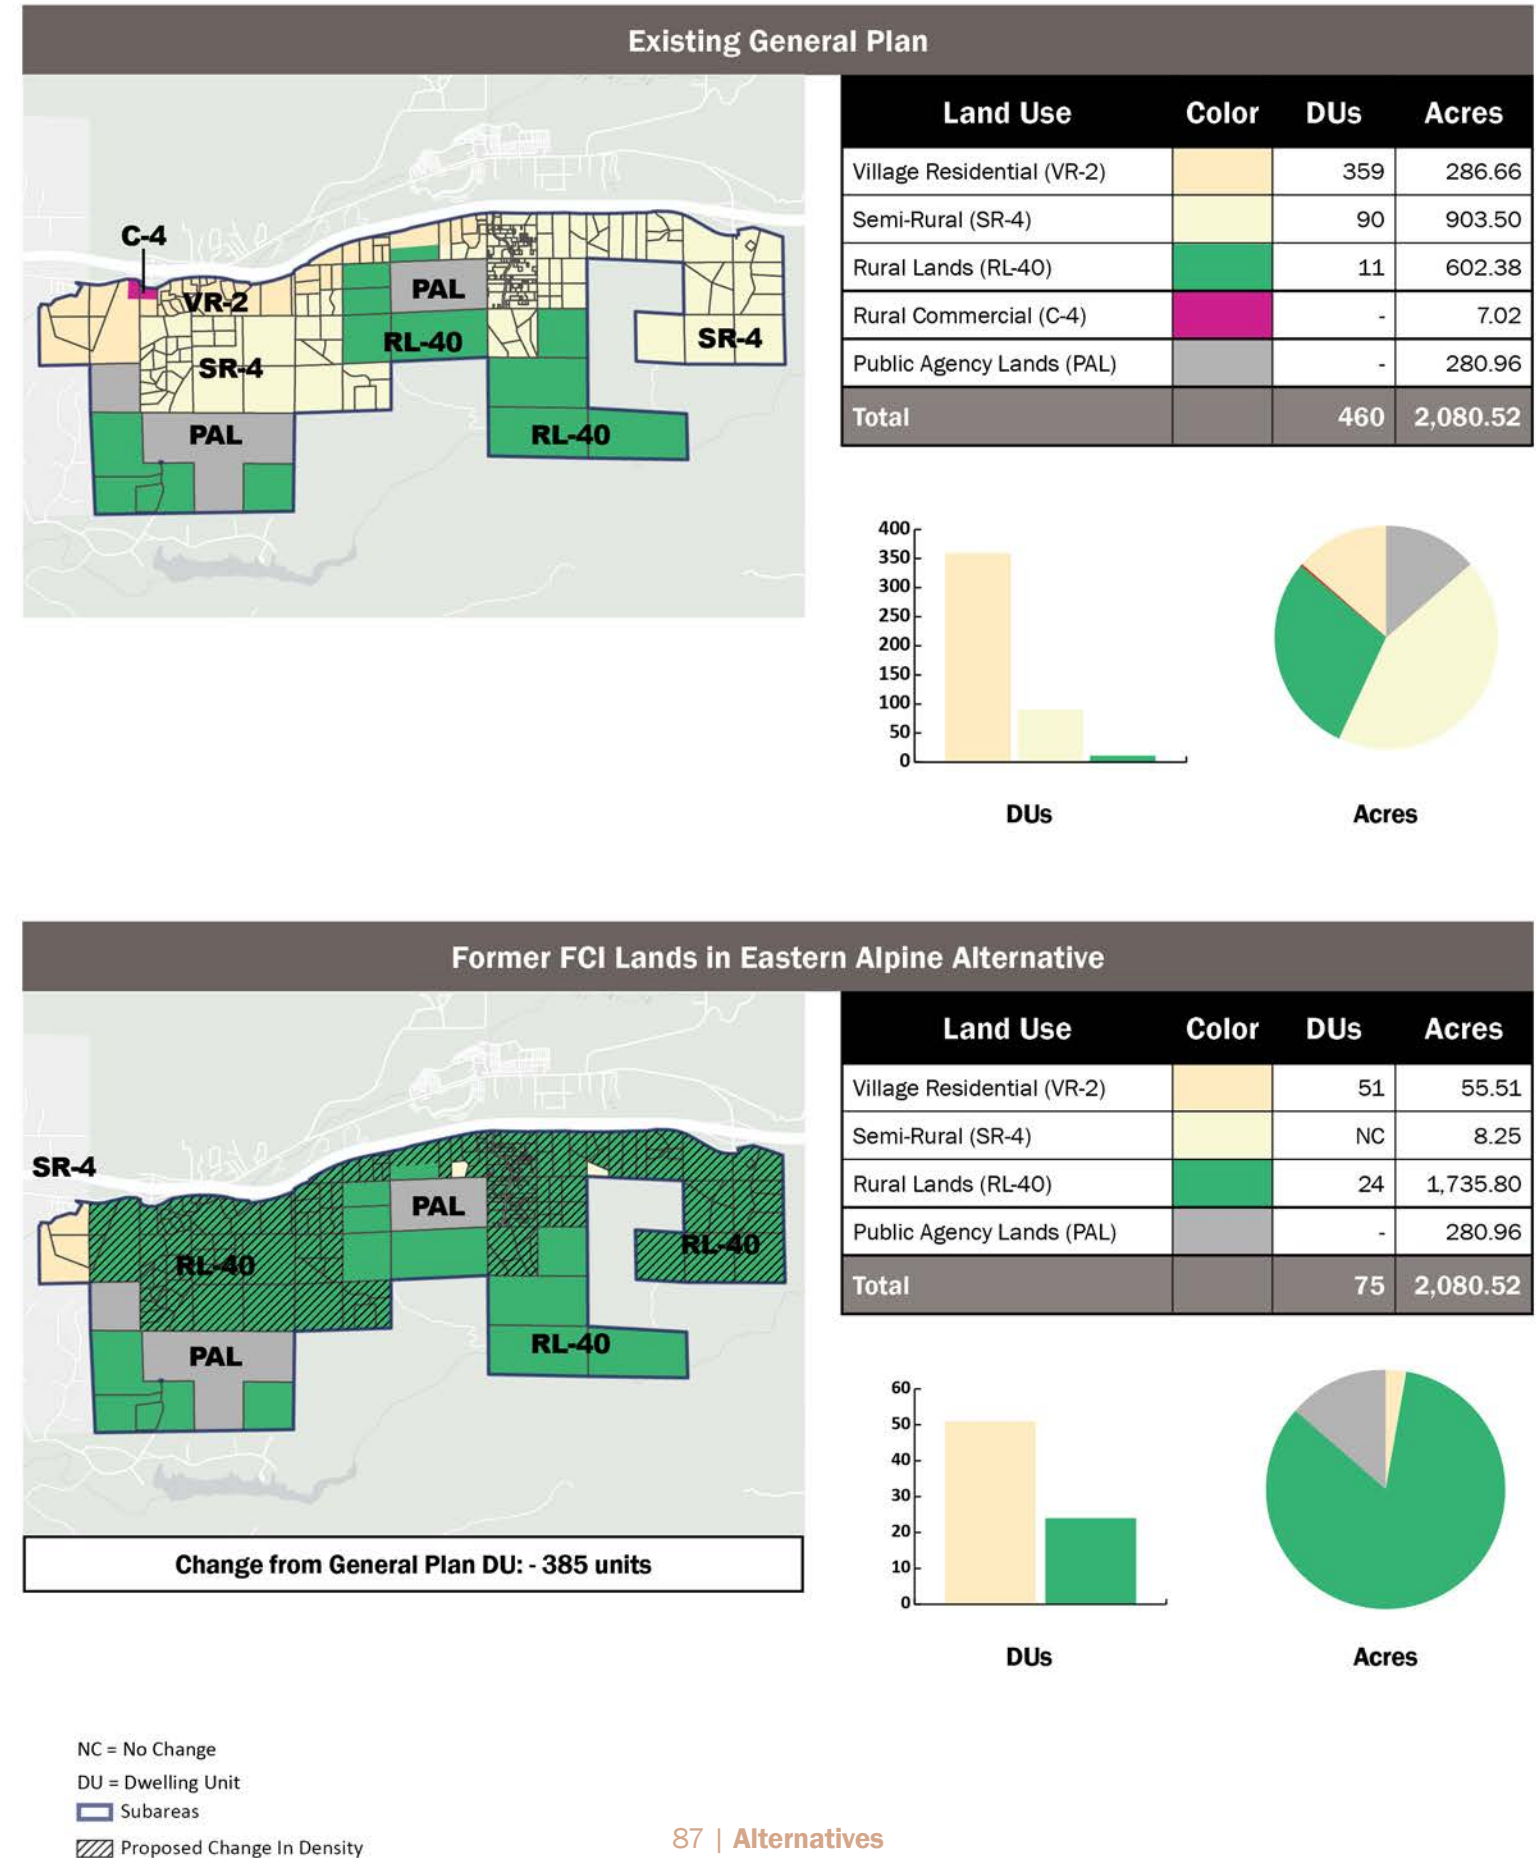 Existing General Plan
C-4
VR-2
SR-4
PAL
RL-40
SR-4
PAL
RL-40
Land Use Color DUs Acres
Village Residential (VR-2) 359 286.66
Semi-Rural (SR-4) 90 903.50
Rural Lands (RL-40) 11 602.38
Rural Commercial (C-4) - 7.02
Public Agency Lands (PAL) - 280.96
Total 460 2,080.52
400
350
300
250
200
150
100
50
0
DUs
Acres
Former FCI Lands in Eastern Alpine Alternative
SR-4
PAL
RL-40
RL-40
PAL
RL-40
Change from General Plan DU: - 385 units
Land Use Color DUs Acres
Village Residential (VR-2) 51 55.51
Semi-Rural (SR-4) NC 8.25
Rural Lands (RL-40) 24 1,735.80
Public Agency Lands (PAL) - 280.96
Total 75 2,080.52
60
50
40
30
20
10
0
DUs
Acres
NC = No Change
DU = Dwelling Unit
Subareas
Proposed Change In Density
87 | Alternatives